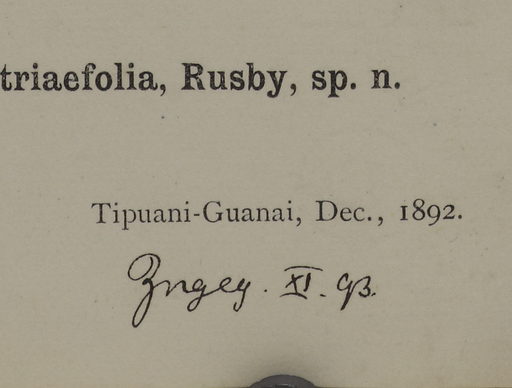 triaefolia, Rusby, sp. n.
Tipuani-Guanai, Dec., 1892.
XI. 93.